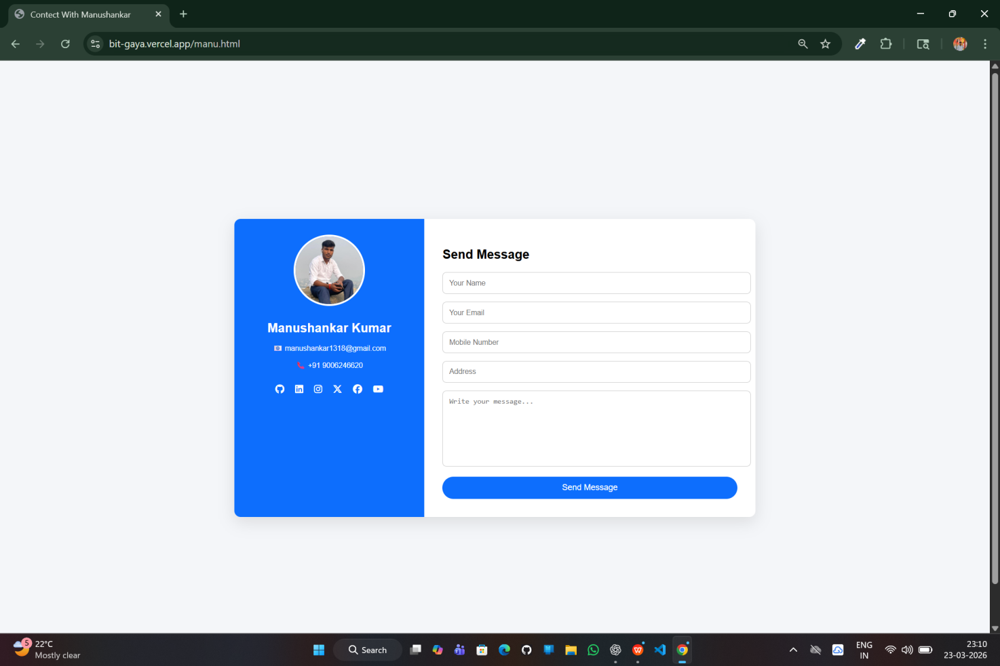 Contect With Manushankar
bit-gaya.vercel.app/manu.html
Manushankar Kumar
manushankar1318@gmail.com
+91 9006246620
Send Message
Your Name
Your Email
Mobile Number
Address
Write your message...
Send Message
5
22°C
Mostly clear
Search
ENG
IN
23:10
23-03-2026